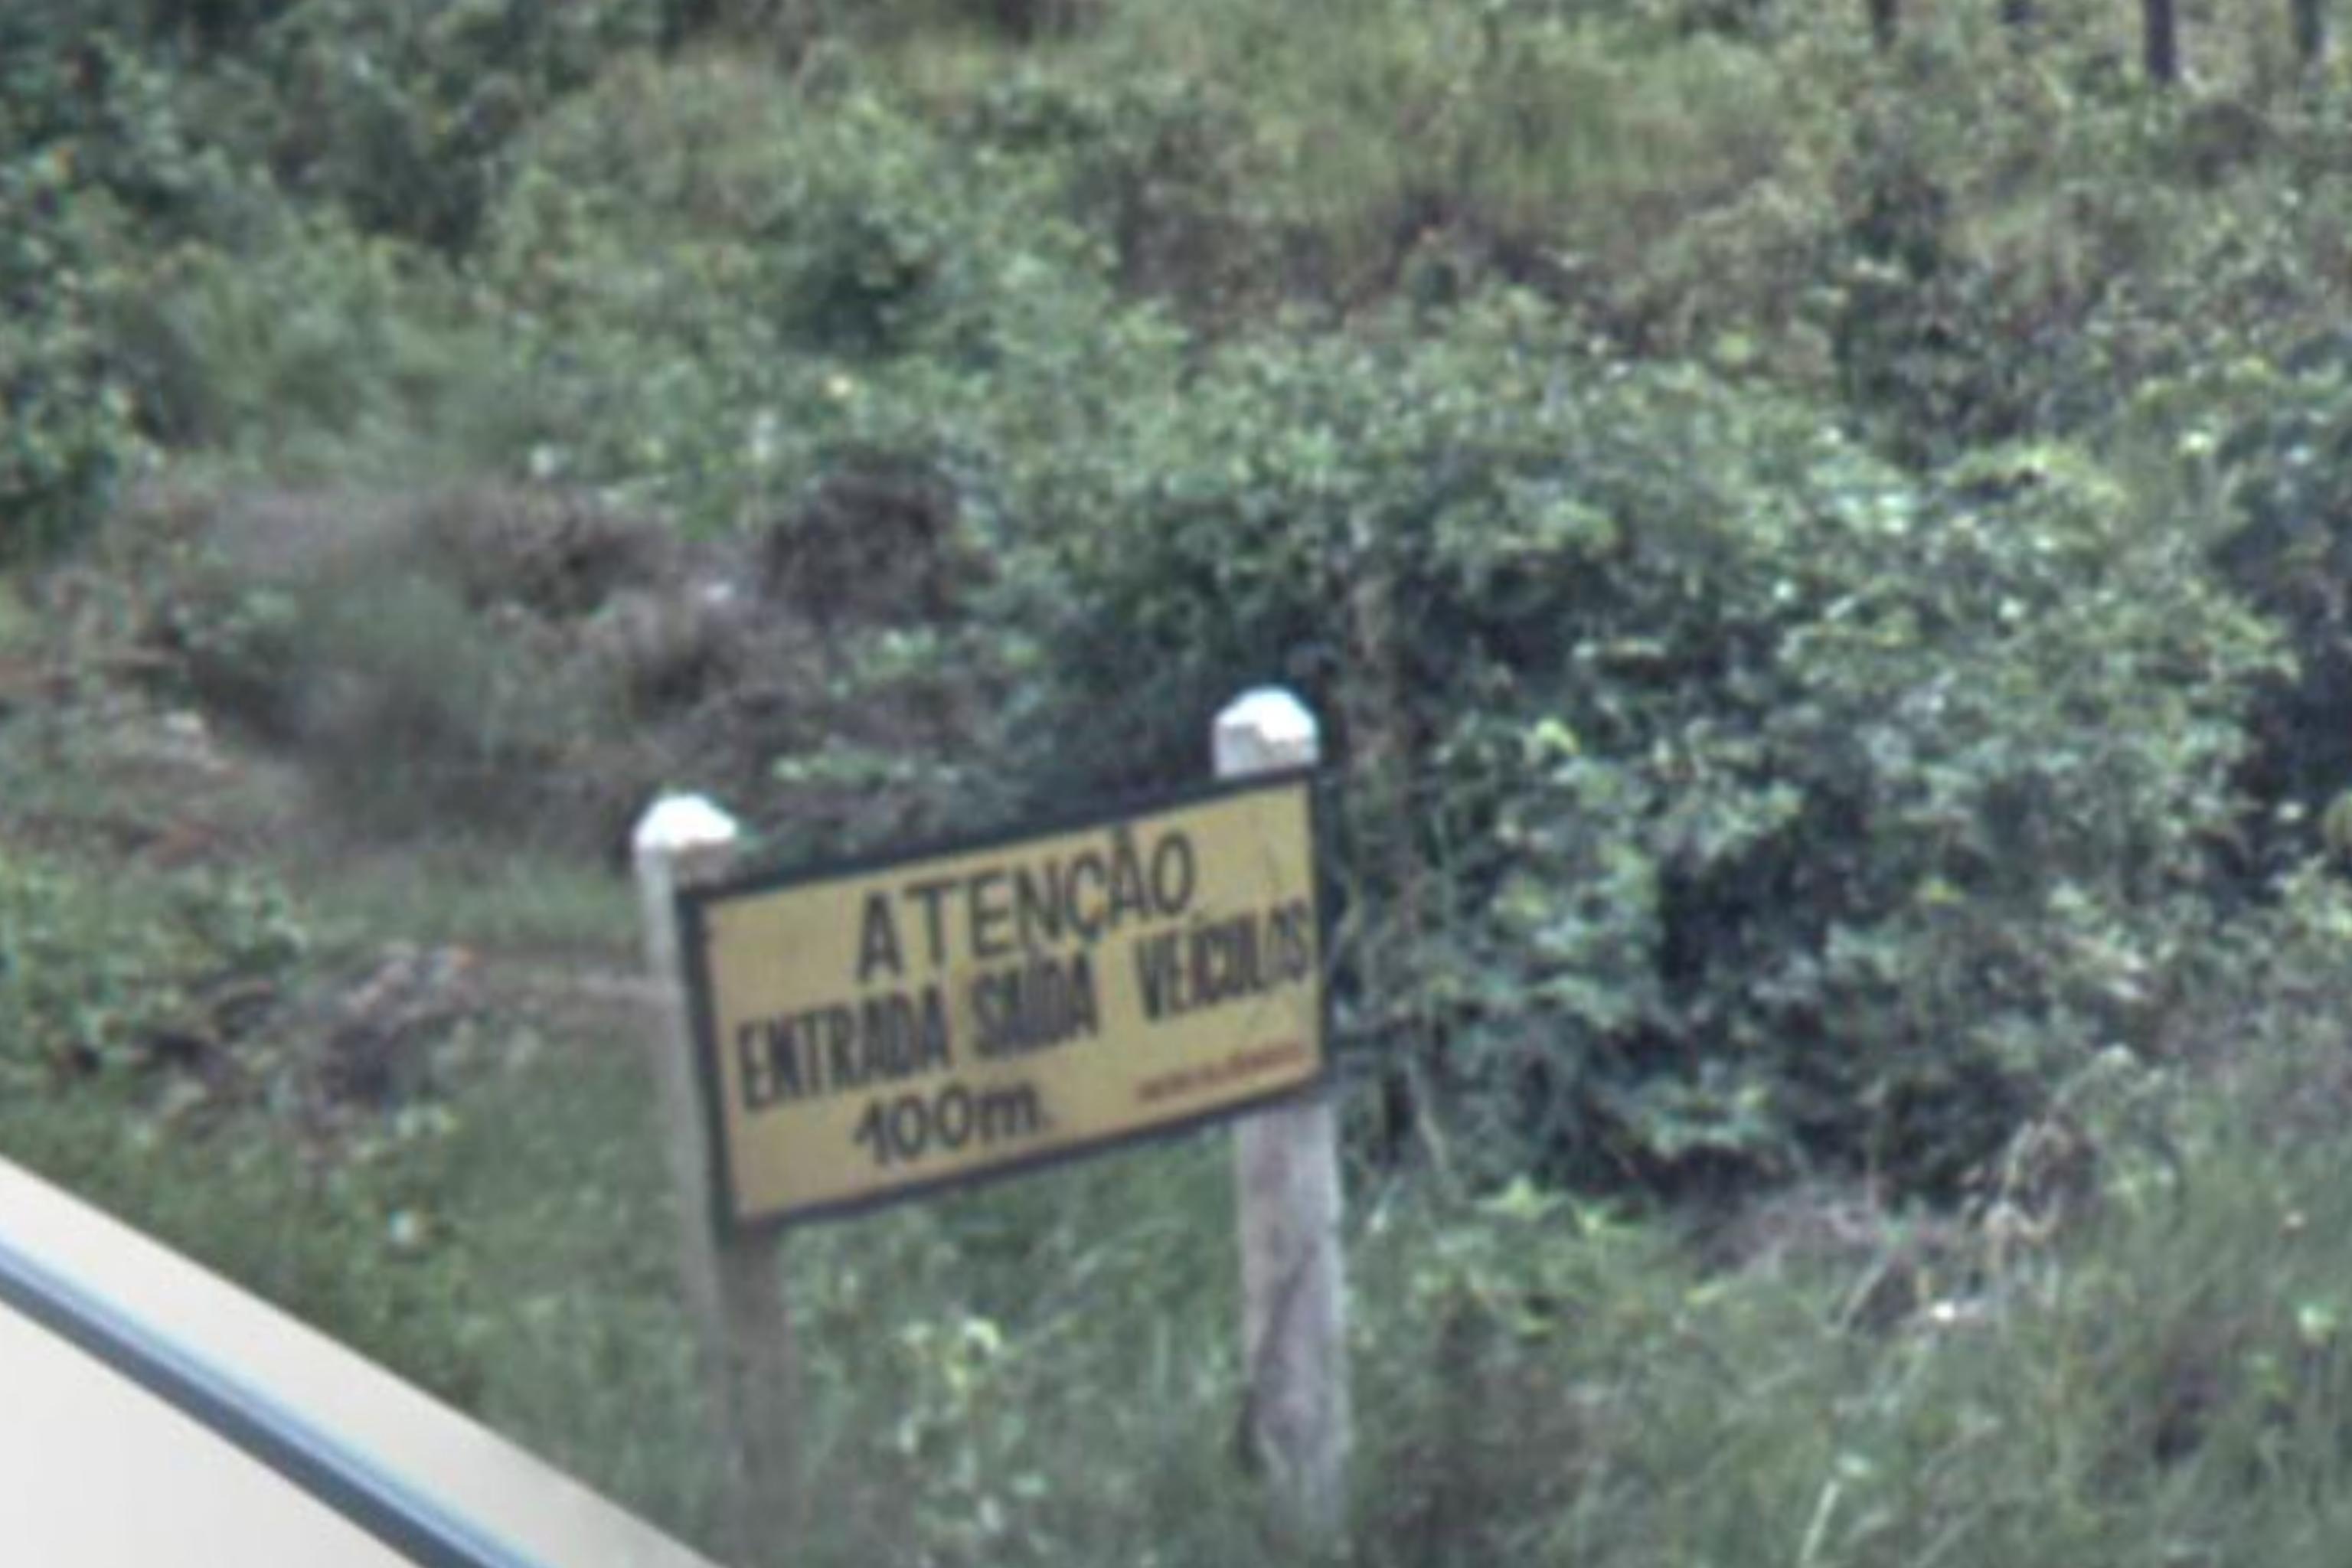 ATENÇÃO
ENTRADA SAÍDA VEÍCULOS
100m.